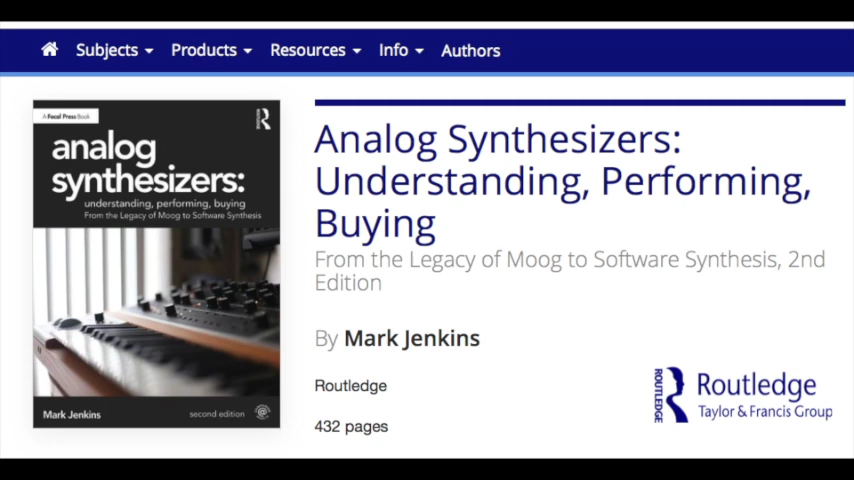 Subjects Products Resources Info Authors
A Focal Press Book
ROUTLEDGE
analog
synthesizers:
understanding, performing, buying
From the Legacy of Moog to Software Synthesis
Mark Jenkins
second edition
Analog Synthesizers:
Understanding, Performing,
Buying
From the Legacy of Moog to Software Synthesis, 2nd
Edition
By Mark Jenkins
Routledge
432 pages
ROUTLEDGE
Routledge
Taylor & Francis Group